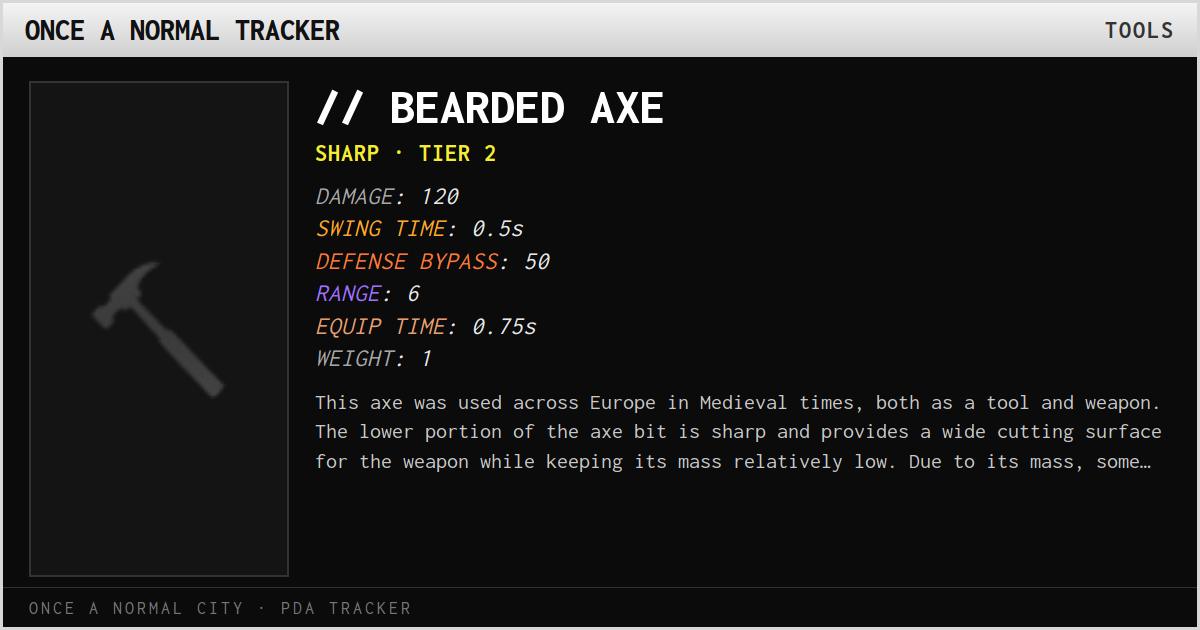 ONCE A NORMAL TRACKER
TOOLS
// BEARDED AXE
SHARP · TIER 2
DAMAGE: 120
SWING TIME: 0.5s
DEFENSE BYPASS: 50
RANGE: 6
EQUIP TIME: 0.75s
WEIGHT: 1
This axe was used across Europe in Medieval times, both as a tool and weapon.
The lower portion of the axe bit is sharp and provides a wide cutting surface
for the weapon while keeping its mass relatively low. Due to its mass, some…
ONCE A NORMAL CITY · PDA TRACKER